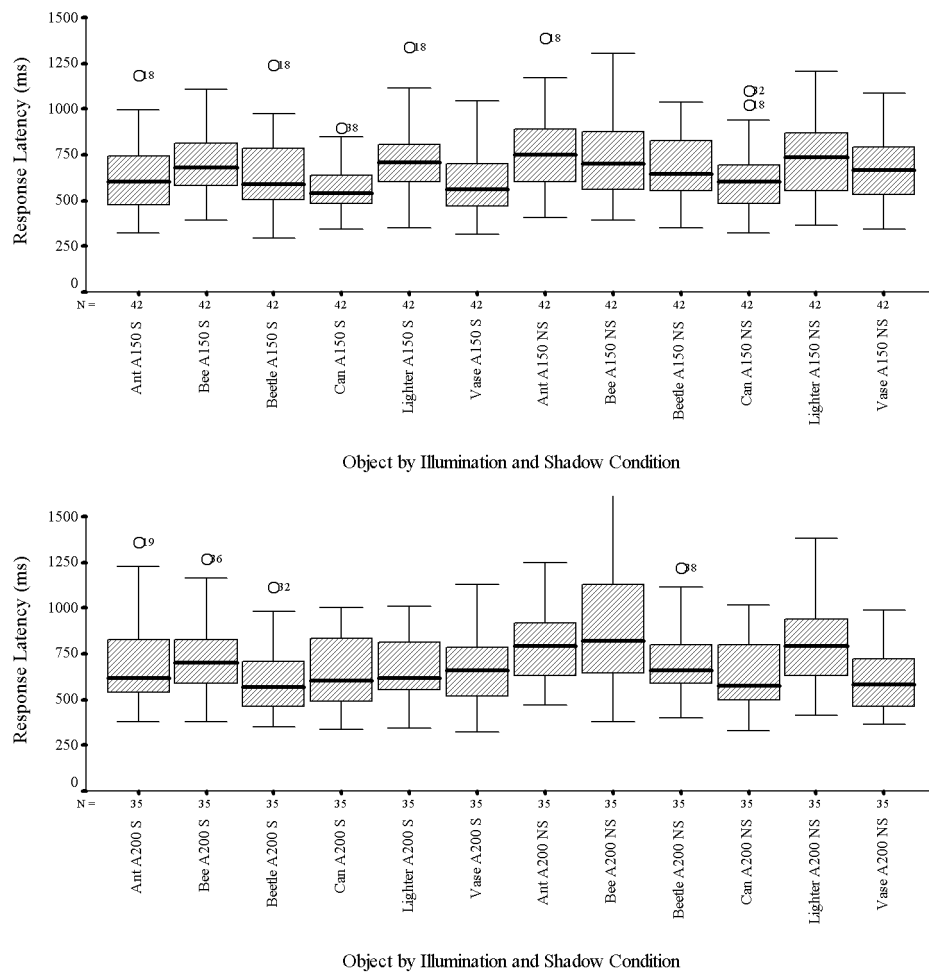 1500
18
18
18
18
1250
32
18
1000
38
750
500
250
0
Response Latency (ms)
N = 42 42 42 42 42 42 42 42 42 42 42 42
Ant A150 S
Bee A150 S
Beetle A150 S
Can A150 S
Lighter A150 S
Vase A150 S
Ant A150 NS
Bee A150 NS
Beetle A150 NS
Can A150 NS
Lighter A150 NS
Vase A150 NS
Object by Illumination and Shadow Condition
1500
19
36
38
1250
32
1000
750
500
250
0
Response Latency (ms)
N = 35 35 35 35 35 35 35 35 35 35 35 35
Ant A200 S
Bee A200 S
Beetle A200 S
Can A200 S
Lighter A200 S
Vase A200 S
Ant A200 NS
Bee A200 NS
Beetle A200 NS
Can A200 NS
Lighter A200 NS
Vase A200 NS
Object by Illumination and Shadow Condition